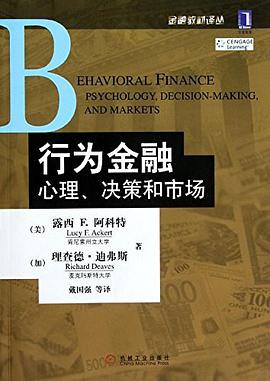 金融教材译丛
CENGAGE
Learning
BEHAVIORAL FINANCE
PSYCHOLOGY, DECISION-MAKING,
AND MARKETS
行为金融
心理、决策和市场
(美) 露西 F. 阿科特
Lucy F. Ackert
肯尼索州立大学
(加) 理查德·迪弗斯 著
Richard Deaves
麦克马斯特大学
戴国强 等译
机械工业出版社